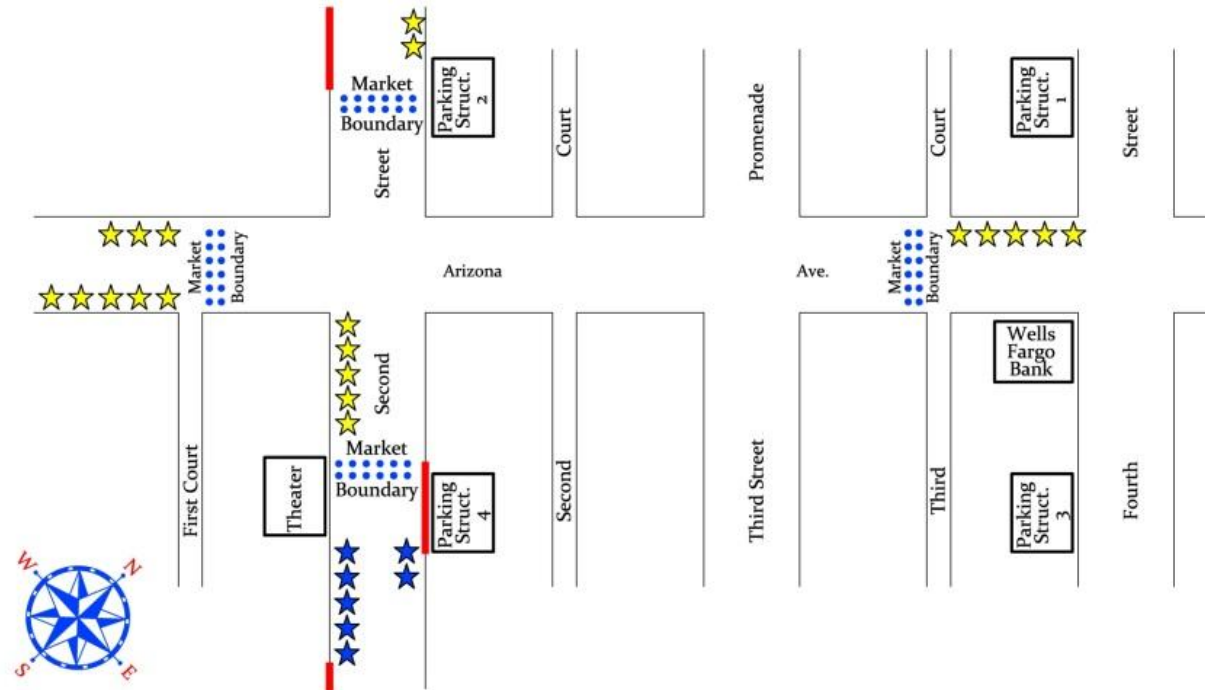 Market
Boundary
Parking
Struct.
2
Street
Court
Promenade
Court
Parking
Struct.
1
Street
Market
Boundary
Arizona
Ave.
Market
Boundary
Wells
Fargo
Bank
Second
Market
Boundary
First Court
Theater
Parking
Struct.
4
Second
Third Street
Third
Parking
Struct.
3
Fourth
W
N
S
E